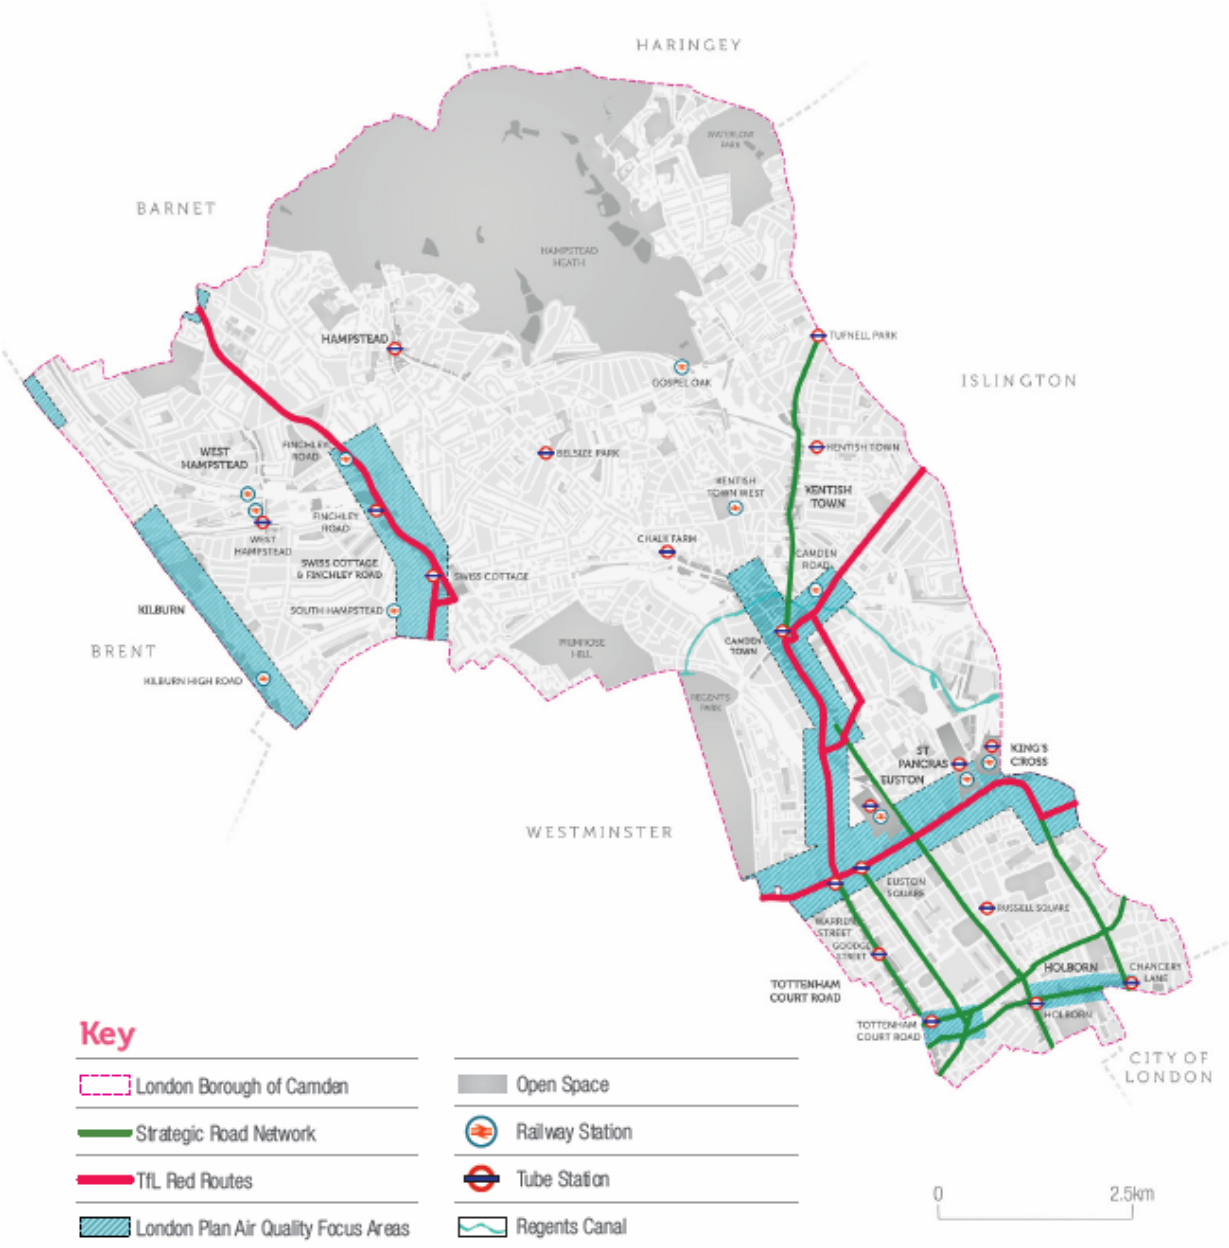 HARINGEY
WATERLOW
PARK
BARNET
HAMPSTEAD
HEATH
HAMPSTEAD
TUFNELL PARK
GOSPEL OAK
ISLINGTON
FINCHLEY
ROAD
WEST
HAMPSTEAD
BELSIZE PARK
KENTISH TOWN
KENTISH
TOWN WEST
KENTISH
TOWN
FINCHLEY
ROAD
WEST
HAMPSTEAD
CHALK FARM
CAMDEN
ROAD
SWISS COTTAGE
& FINCHLEY ROAD
SWISS COTTAGE
KILBURN
SOUTH HAMPSTEAD
BRENT
PRIMROSE
HILL
CAMDEN
TOWN
KILBURN HIGH ROAD
REGENTS
PARK
ST
PANCRAS
KING'S
CROSS
EUSTON
WESTMINSTER
EUSTON
SQUARE
RUSSELL SQUARE
WARREN
STREET
GOODGE
STREET
HOLBORN
CHANCERY
LANE
TOTTENHAM
COURT ROAD
HOLBORN
TOTTENHAM
COURT ROAD
CITY OF
LONDON
Key
London Borough of Camden
Strategic Road Network
TfL Red Routes
London Plan Air Quality Focus Areas
Open Space
Railway Station
Tube Station
Regents Canal
0 2.5km